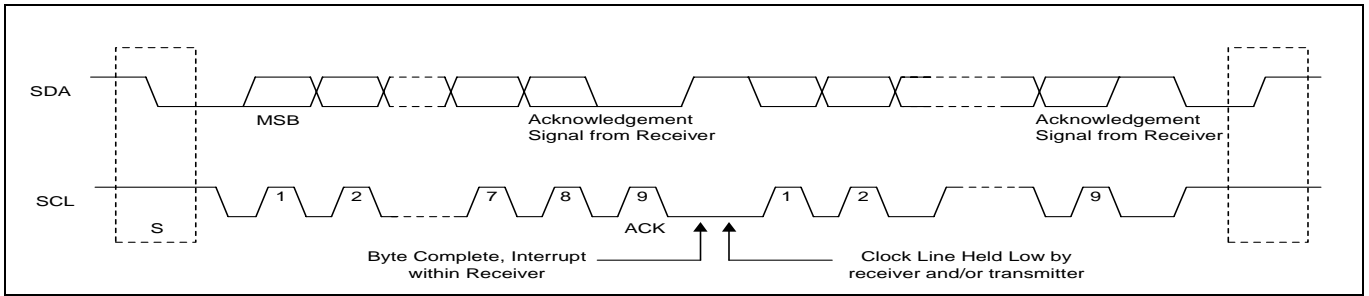 SDA
MSB
Acknowledgement
Signal from Receiver
Acknowledgement
Signal from Receiver
SCL
1
2
7
8
9
1
2
9
S
ACK
Byte Complete, Interrupt
within Receiver
Clock Line Held Low by
receiver and/or transmitter